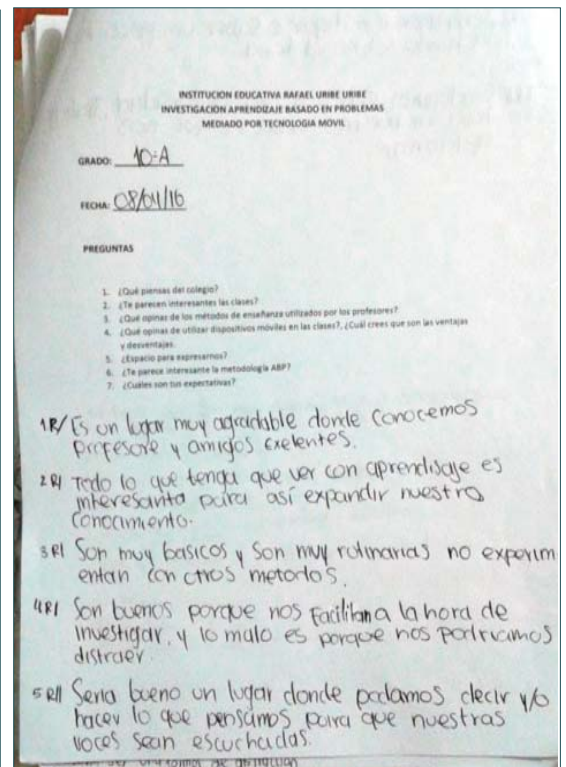 INSTITUCIÓN EDUCATIVA RAFAEL URIBE URIBE
INVESTIGACIÓN APRENDIZAJE BASADO EN PROBLEMAS
MEDIADO POR TECNOLOGIA MOVIL
GRADO: 10-A
FECHA: 08/04/16
PREGUNTAS
1. ¿Qué piensas del colegio?
2. ¿Te parecen interesantes las clases?
3. ¿Qué opinas de los métodos de enseñanza utilizados por los profesores?
4. ¿Qué opinas de utilizar dispositivos móviles en las clases?, ¿Cuál crees que son las ventajas
y desventajas.
5. ¿Espacio para expresarnos?
6. ¿Te parece interesante la metodología ABP?
7. ¿Cuáles son tus expectativas?
1R/ Es un lugar muy agradable donde conocemos
profesore y amigos exelentes.
2R/ Todo lo que tenga que ver con aprendisaje es
interesante para así expandir nuestro
conocimiento.
3R/ Son muy basicos y son muy rutinarias no experim
entan con otros metodos.
4R/ Son buenos porque nos facilitan a la hora de
investigar, y lo malo es porque nos podriamos
distraer.
5R// Seria bueno un lugar donde podamos decir y/o
hacer lo que pensamos para que nuestras
voces sean escuchadas.